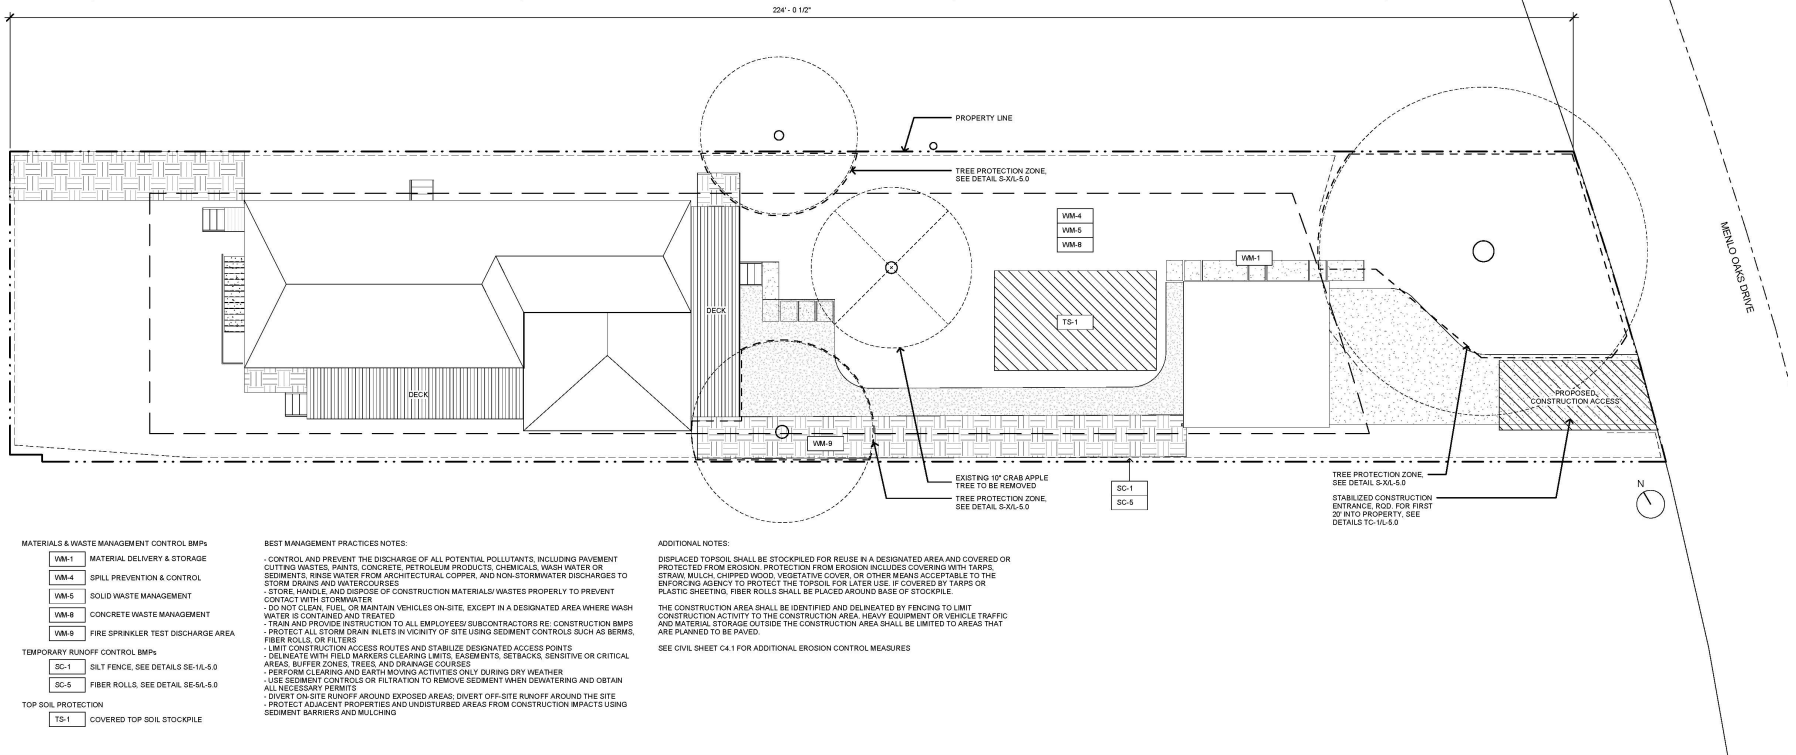 224' - 0 1/2"
PROPERTY LINE
TREE PROTECTION ZONE,
SEE DETAIL S-X/L-5.0
WM-4
WM-5
WM-8
WM-1
MENLO OAKS DRIVE
DECK
TS-1
DECK
PROPOSED
CONSTRUCTION ACCESS
WM-9
EXISTING 10" CRAB APPLE
TREE TO BE REMOVED
TREE PROTECTION ZONE,
SEE DETAIL S-X/L-5.0
SC-1
SC-5
TREE PROTECTION ZONE,
SEE DETAIL S-X/L-5.0
STABILIZED CONSTRUCTION
ENTRANCE, RQD. FOR FIRST
20' INTO PROPERTY, SEE
DETAILS TC-1/L-5.0
N
MATERIALS & WASTE MANAGEMENT CONTROL BMPs
WM-1 MATERIAL DELIVERY & STORAGE
WM-4 SPILL PREVENTION & CONTROL
WM-5 SOLID WASTE MANAGEMENT
WM-8 CONCRETE WASTE MANAGEMENT
WM-9 FIRE SPRINKLER TEST DISCHARGE AREA
TEMPORARY RUNOFF CONTROL BMPs
SC-1 SILT FENCE, SEE DETAILS SE-1/L-5.0
SC-5 FIBER ROLLS, SEE DETAIL SE-5/L-5.0
TOP SOIL PROTECTION
TS-1 COVERED TOP SOIL STOCKPILE
BEST MANAGEMENT PRACTICES NOTES:
- CONTROL AND PREVENT THE DISCHARGE OF ALL POTENTIAL POLLUTANTS, INCLUDING PAVEMENT
CUTTING WASTES, PAINTS, CONCRETE, PETROLEUM PRODUCTS, CHEMICALS, WASH WATER OR
SEDIMENTS, RINSE WATER FROM ARCHITECTURAL COPPER, AND NON-STORMWATER DISCHARGES TO
STORM DRAINS AND WATERCOURSES
- STORE, HANDLE, AND DISPOSE OF CONSTRUCTION MATERIALS/ WASTES PROPERLY TO PREVENT
CONTACT WITH STORMWATER
- DO NOT CLEAN, FUEL, OR MAINTAIN VEHICLES ON-SITE, EXCEPT IN A DESIGNATED AREA WHERE WASH
WATER IS CONTAINED AND TREATED
- TRAIN AND PROVIDE INSTRUCTION TO ALL EMPLOYEES/ SUBCONTRACTORS RE: CONSTRUCTION BMPS
- PROTECT ALL STORM DRAIN INLETS IN VICINITY OF SITE USING SEDIMENT CONTROLS SUCH AS BERMS,
FIBER ROLLS, OR FILTERS
- LIMIT CONSTRUCTION ACCESS ROUTES AND STABILIZE DESIGNATED ACCESS POINTS
- DELINEATE WITH FIELD MARKERS CLEARING LIMITS, EASEMENTS, SETBACKS, SENSITIVE OR CRITICAL
AREAS, BUFFER ZONES, TREES, AND DRAINAGE COURSES
- PERFORM CLEARING AND EARTH MOVING ACTIVITIES ONLY DURING DRY WEATHER
- USE SEDIMENT CONTROLS OR FILTRATION TO REMOVE SEDIMENT WHEN DEWATERING AND OBTAIN
ALL NECESSARY PERMITS
- DIVERT ON-SITE RUNOFF AROUND EXPOSED AREAS; DIVERT OFF-SITE RUNOFF AROUND THE SITE
- PROTECT ADJACENT PROPERTIES AND UNDISTURBED AREAS FROM CONSTRUCTION IMPACTS USING
SEDIMENT BARRIERS AND MULCHING
ADDITIONAL NOTES:
DISPLACED TOPSOIL SHALL BE STOCKPILED FOR REUSE IN A DESIGNATED AREA AND COVERED OR
PROTECTED FROM EROSION. PROTECTION FROM EROSION INCLUDES COVERING WITH TARPS,
STRAW, MULCH, CHIPPED WOOD, VEGETATIVE COVER, OR OTHER MEANS ACCEPTABLE TO THE
ENFORCING AGENCY TO PROTECT THE TOPSOIL FOR LATER USE. IF COVERED BY TARPS OR
PLASTIC SHEETING, FIBER ROLLS SHALL BE PLACED AROUND BASE OF STOCKPILE.
THE CONSTRUCTION AREA SHALL BE IDENTIFIED AND DELINEATED BY FENCING TO LIMIT
CONSTRUCTION ACTIVITY TO THE CONSTRUCTION AREA. HEAVY EQUIPMENT OR VEHICLE TRAFFIC
AND MATERIAL STORAGE OUTSIDE THE CONSTRUCTION AREA SHALL BE LIMITED TO AREAS THAT
ARE PLANNED TO BE PAVED.
SEE CIVIL SHEET C4.1 FOR ADDITIONAL EROSION CONTROL MEASURES